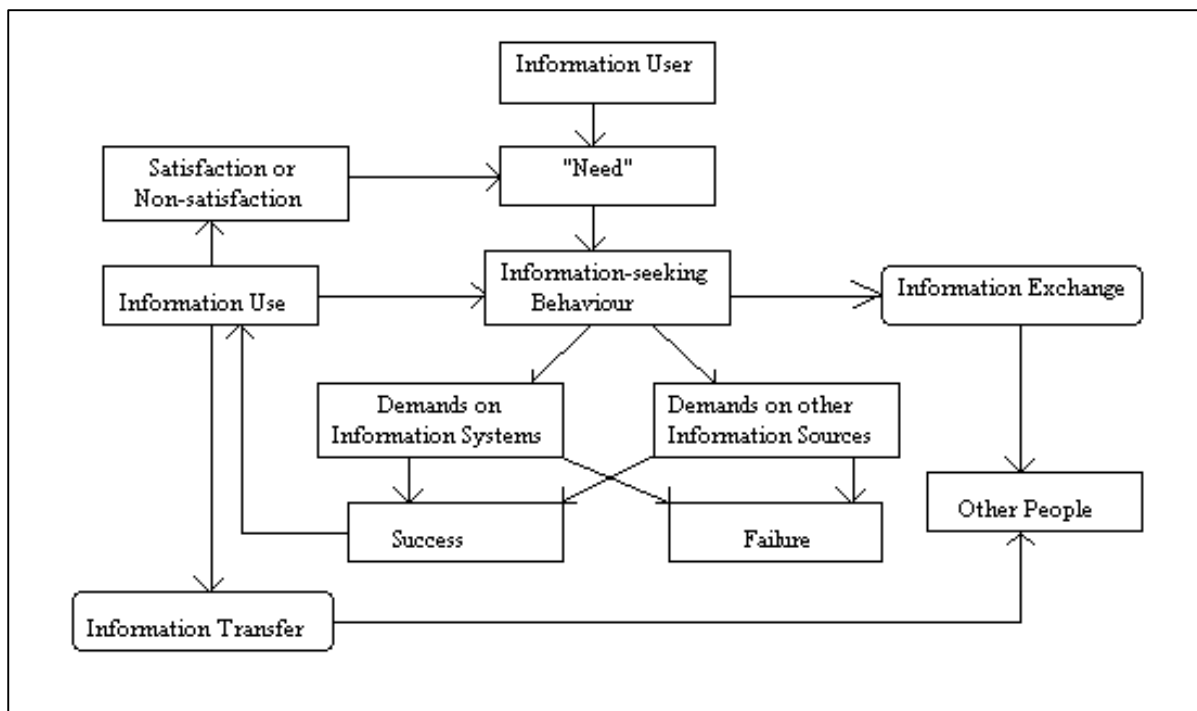 Information User
Satisfaction or
Non-satisfaction
"Need"
Information Use
Information-seeking
Behaviour
Information Exchange
Demands on
Information Systems
Demands on other
Information Sources
Success
Failure
Other People
Information Transfer